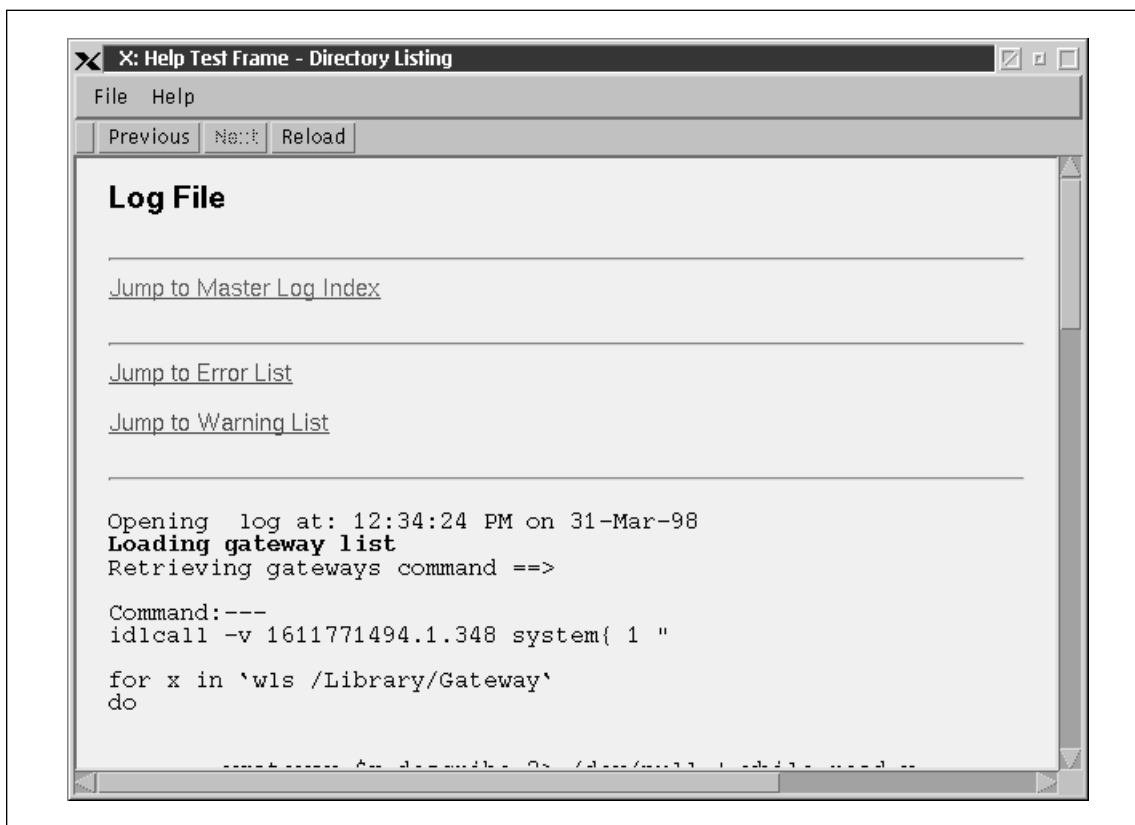 X: Help Test Frame - Directory Listing
File Help
Previous Next Reload
Log File
Jump to Master Log Index
Jump to Error List
Jump to Warning List
Opening  log at: 12:34:24 PM on 31-Mar-98
Loading gateway list
Retrieving gateways command ==>
Command:---
idlcall -v 1611771494.1.348 system{ 1 "
for x in `wls /Library/Gateway`
do